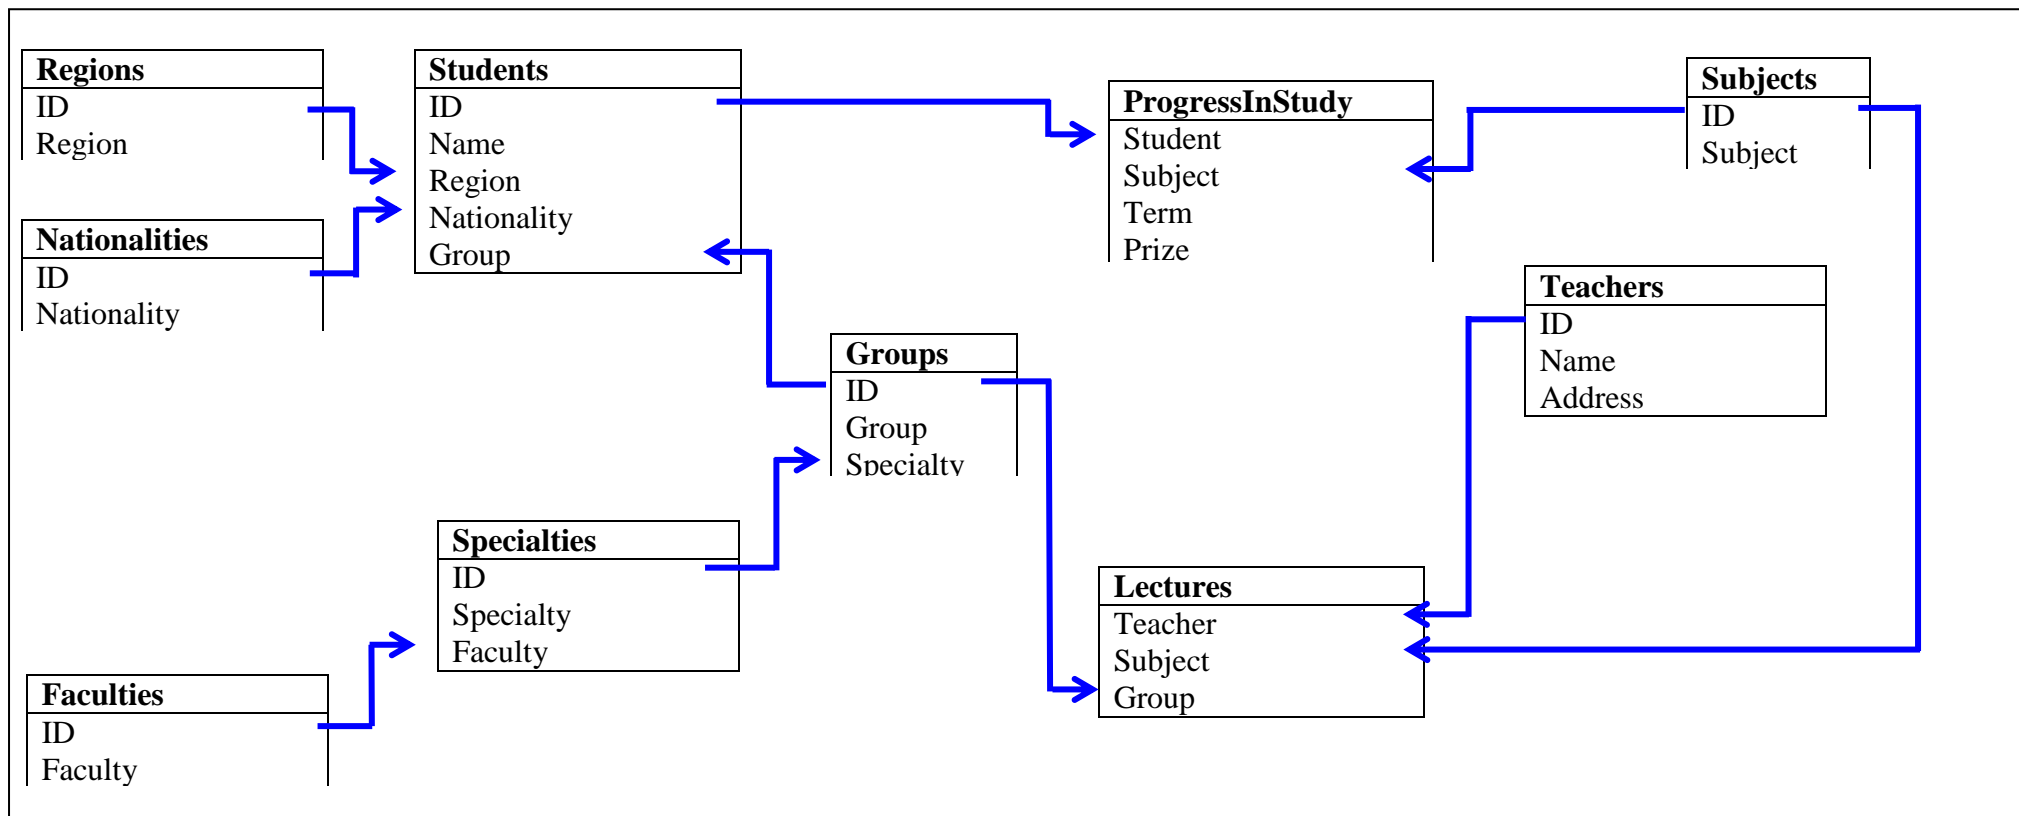 Regions
ID
Region
Nationalities
ID
Nationality
Students
ID
Name
Region
Nationality
Group
ProgressInStudy
Student
Subject
Term
Prize
Subjects
ID
Subject
Teachers
ID
Name
Address
Groups
ID
Group
Specialty
Specialties
ID
Specialty
Faculty
Lectures
Teacher
Subject
Group
Faculties
ID
Faculty